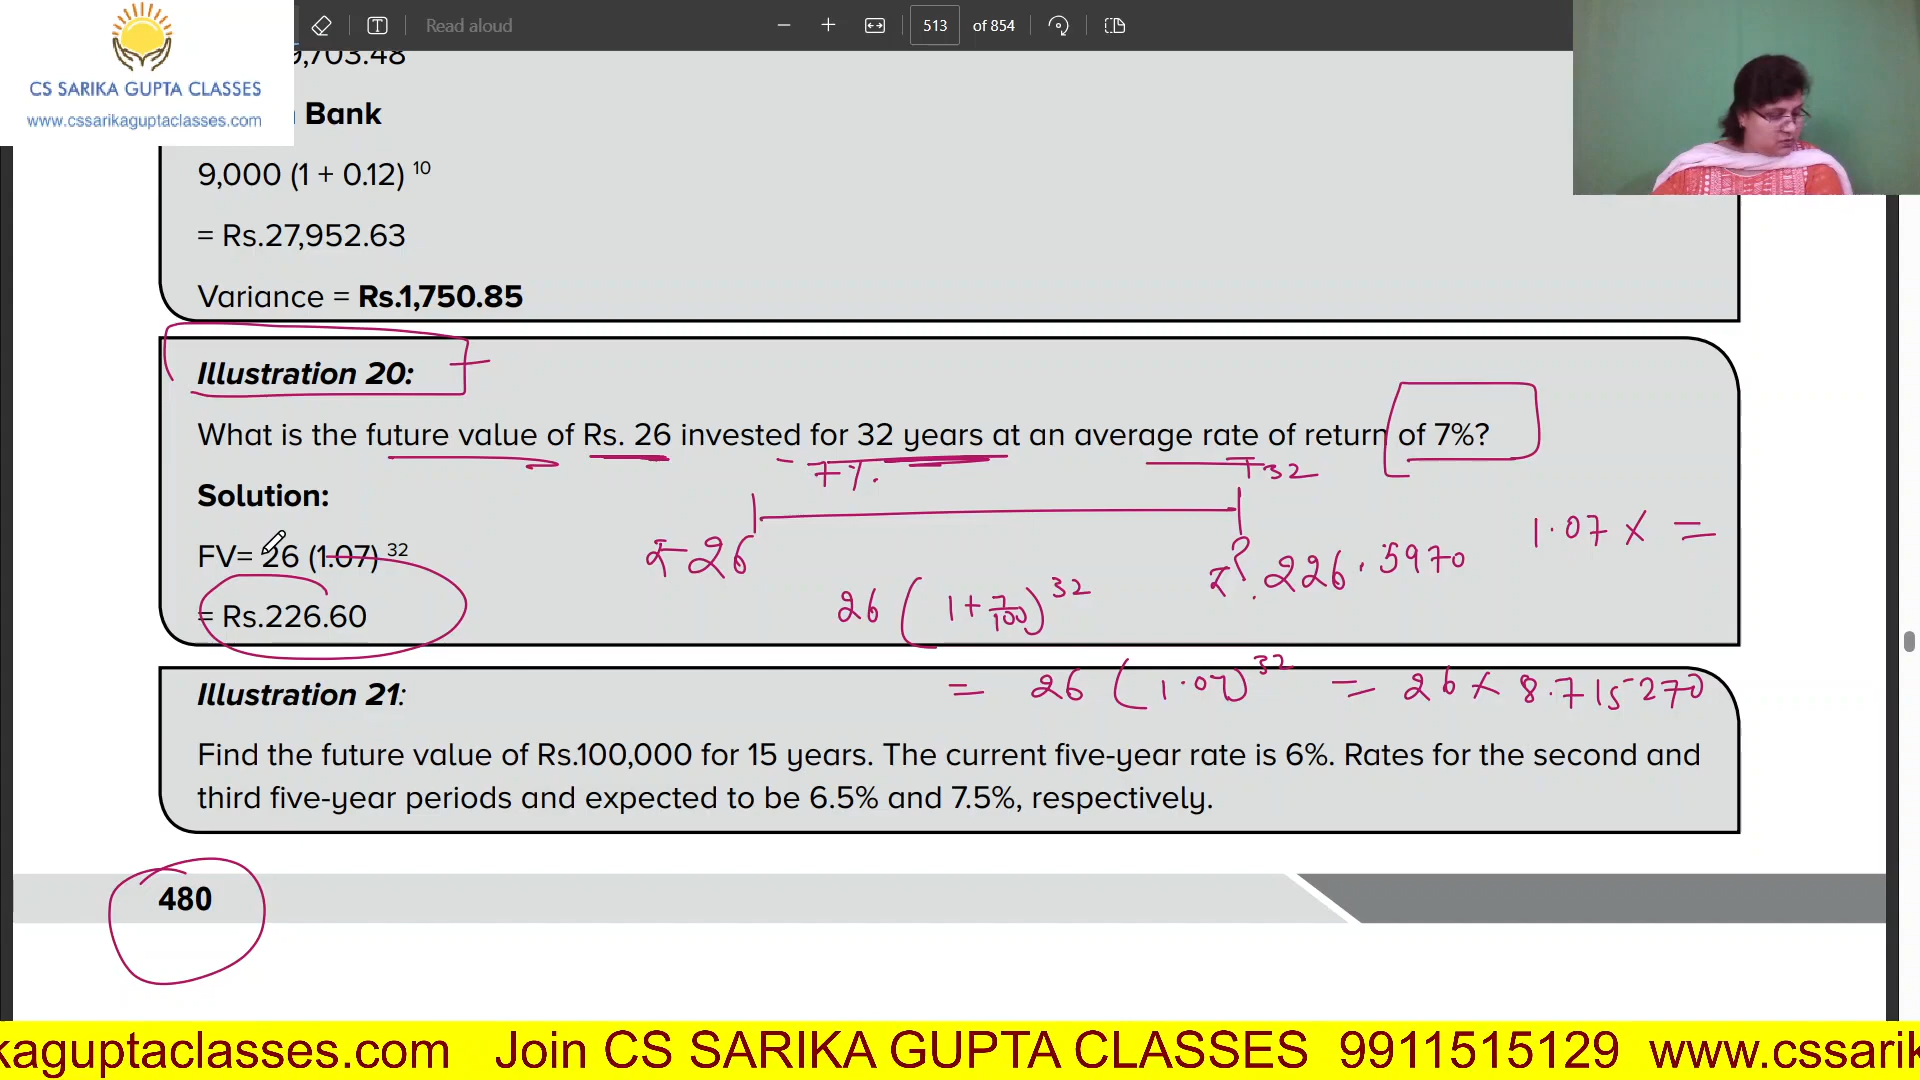 Read aloud
513 of 854
9,703.48
CS SARIKA GUPTA CLASSES
www.cssarikaguptaclasses.com
Bank
9,000 (1 + 0.12) 10
= Rs.27,952.63
Variance = Rs.1,750.85
Illustration 20:
What is the future value of Rs. 26 invested for 32 years at an average rate of return of 7%?
7%.
T32
Solution:
1.07 X =
FV= 26 (1.07) 32
₹ 26
₹ ? 226.5970
26 (1+7/100)32
= Rs.226.60
= 26 (1.07)32 = 26 x 8.715270
Illustration 21:
Find the future value of Rs.100,000 for 15 years. The current five-year rate is 6%. Rates for the second and
third five-year periods and expected to be 6.5% and 7.5%, respectively.
480
kaguptaclasses.com Join CS SARIKA GUPTA CLASSES 9911515129 www.cssarik